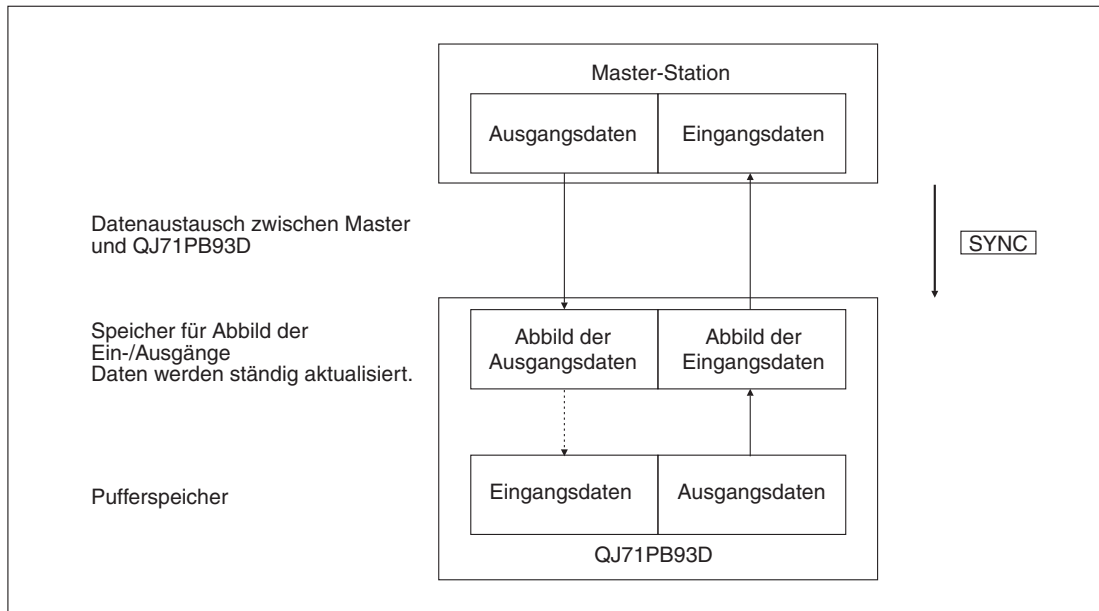 Master-Station
Ausgangsdaten
Eingangsdaten
Datenaustausch zwischen Master
und QJ71PB93D
SYNC
Speicher für Abbild der
Ein-/Ausgänge
Daten werden ständig aktualisiert.
Abbild der
Ausgangsdaten
Abbild der
Eingangsdaten
Pufferspeicher
Eingangsdaten
Ausgangsdaten
QJ71PB93D